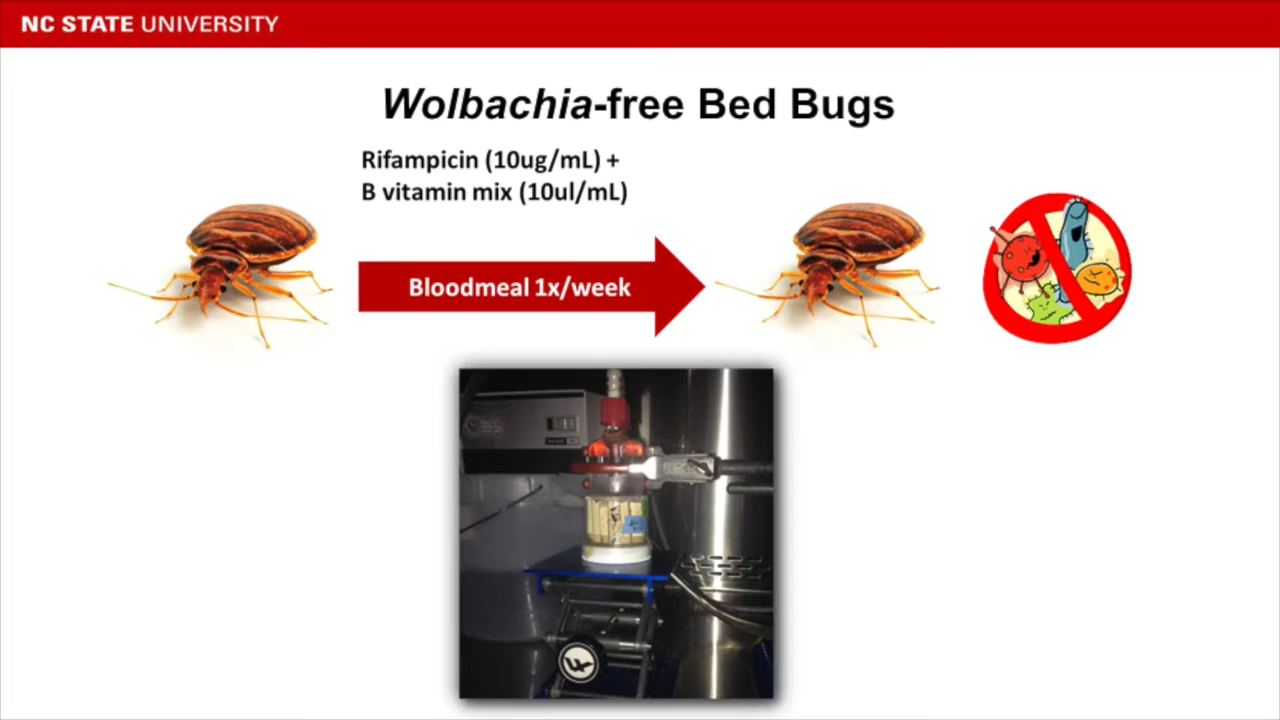 NC STATE UNIVERSITY
Wolbachia-free Bed Bugs
Rifampicin (10ug/mL) +
B vitamin mix (10ul/mL)
Bloodmeal 1x/week